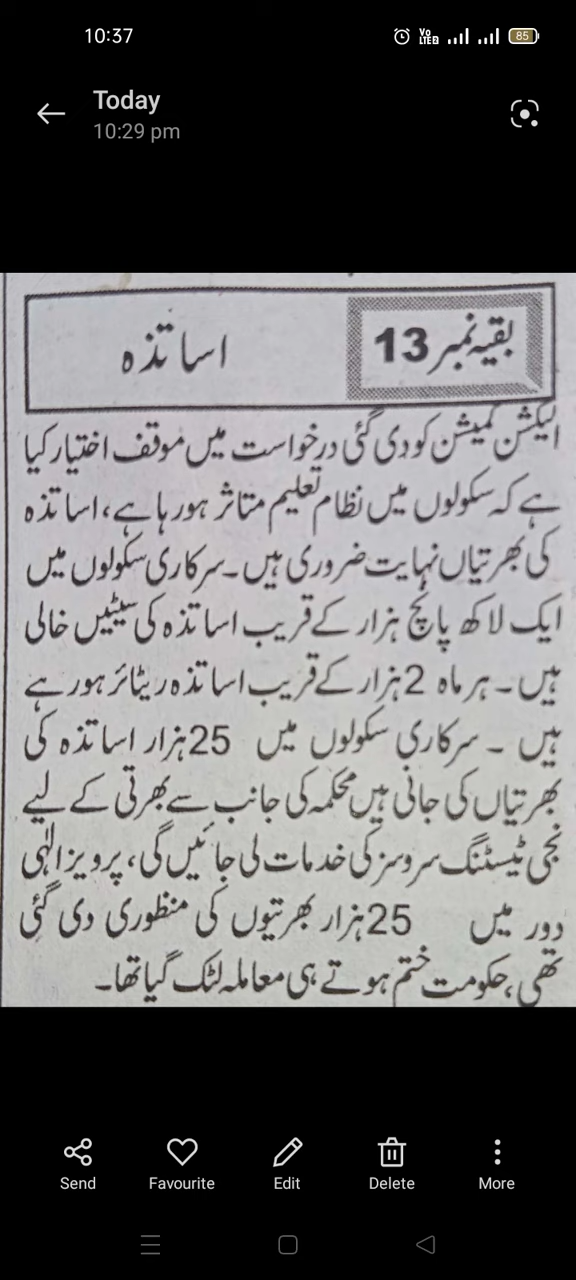 10:37
Vo LTE2
85
Today
10:29 pm
بقیہ نمبر 13
اساتذہ
الیکشن کمیشن کو دی گئی درخواست میں موقف اختیار کیا
ہے کہ سکولوں میں نظام تعلیم متاثر ہو رہا ہے، اساتذہ
کی بھرتیاں نہایت ضروری ہیں۔ سرکاری سکولوں میں
ایک لاکھ پانچ ہزار کے قریب اساتذہ کی سیٹیں خالی
ہیں۔ ہر ماہ 2 ہزار کے قریب اساتذہ ریٹائر ہو رہے
ہیں ۔ سرکاری سکولوں میں 25 ہزار اساتذہ کی
بھرتیاں کی جانی ہیں محکمہ کی جانب سے بھرتی کے لیے
نجی ٹیسٹنگ سروسز کی خدمات لی جائیں گی، پرویز الٰہی
دور میں 25 ہزار بھرتیوں کی منظوری دی گئی
تھی، حکومت ختم ہوتے ہی معاملہ لٹک گیا تھا۔
Send
Favourite
Edit
Delete
More